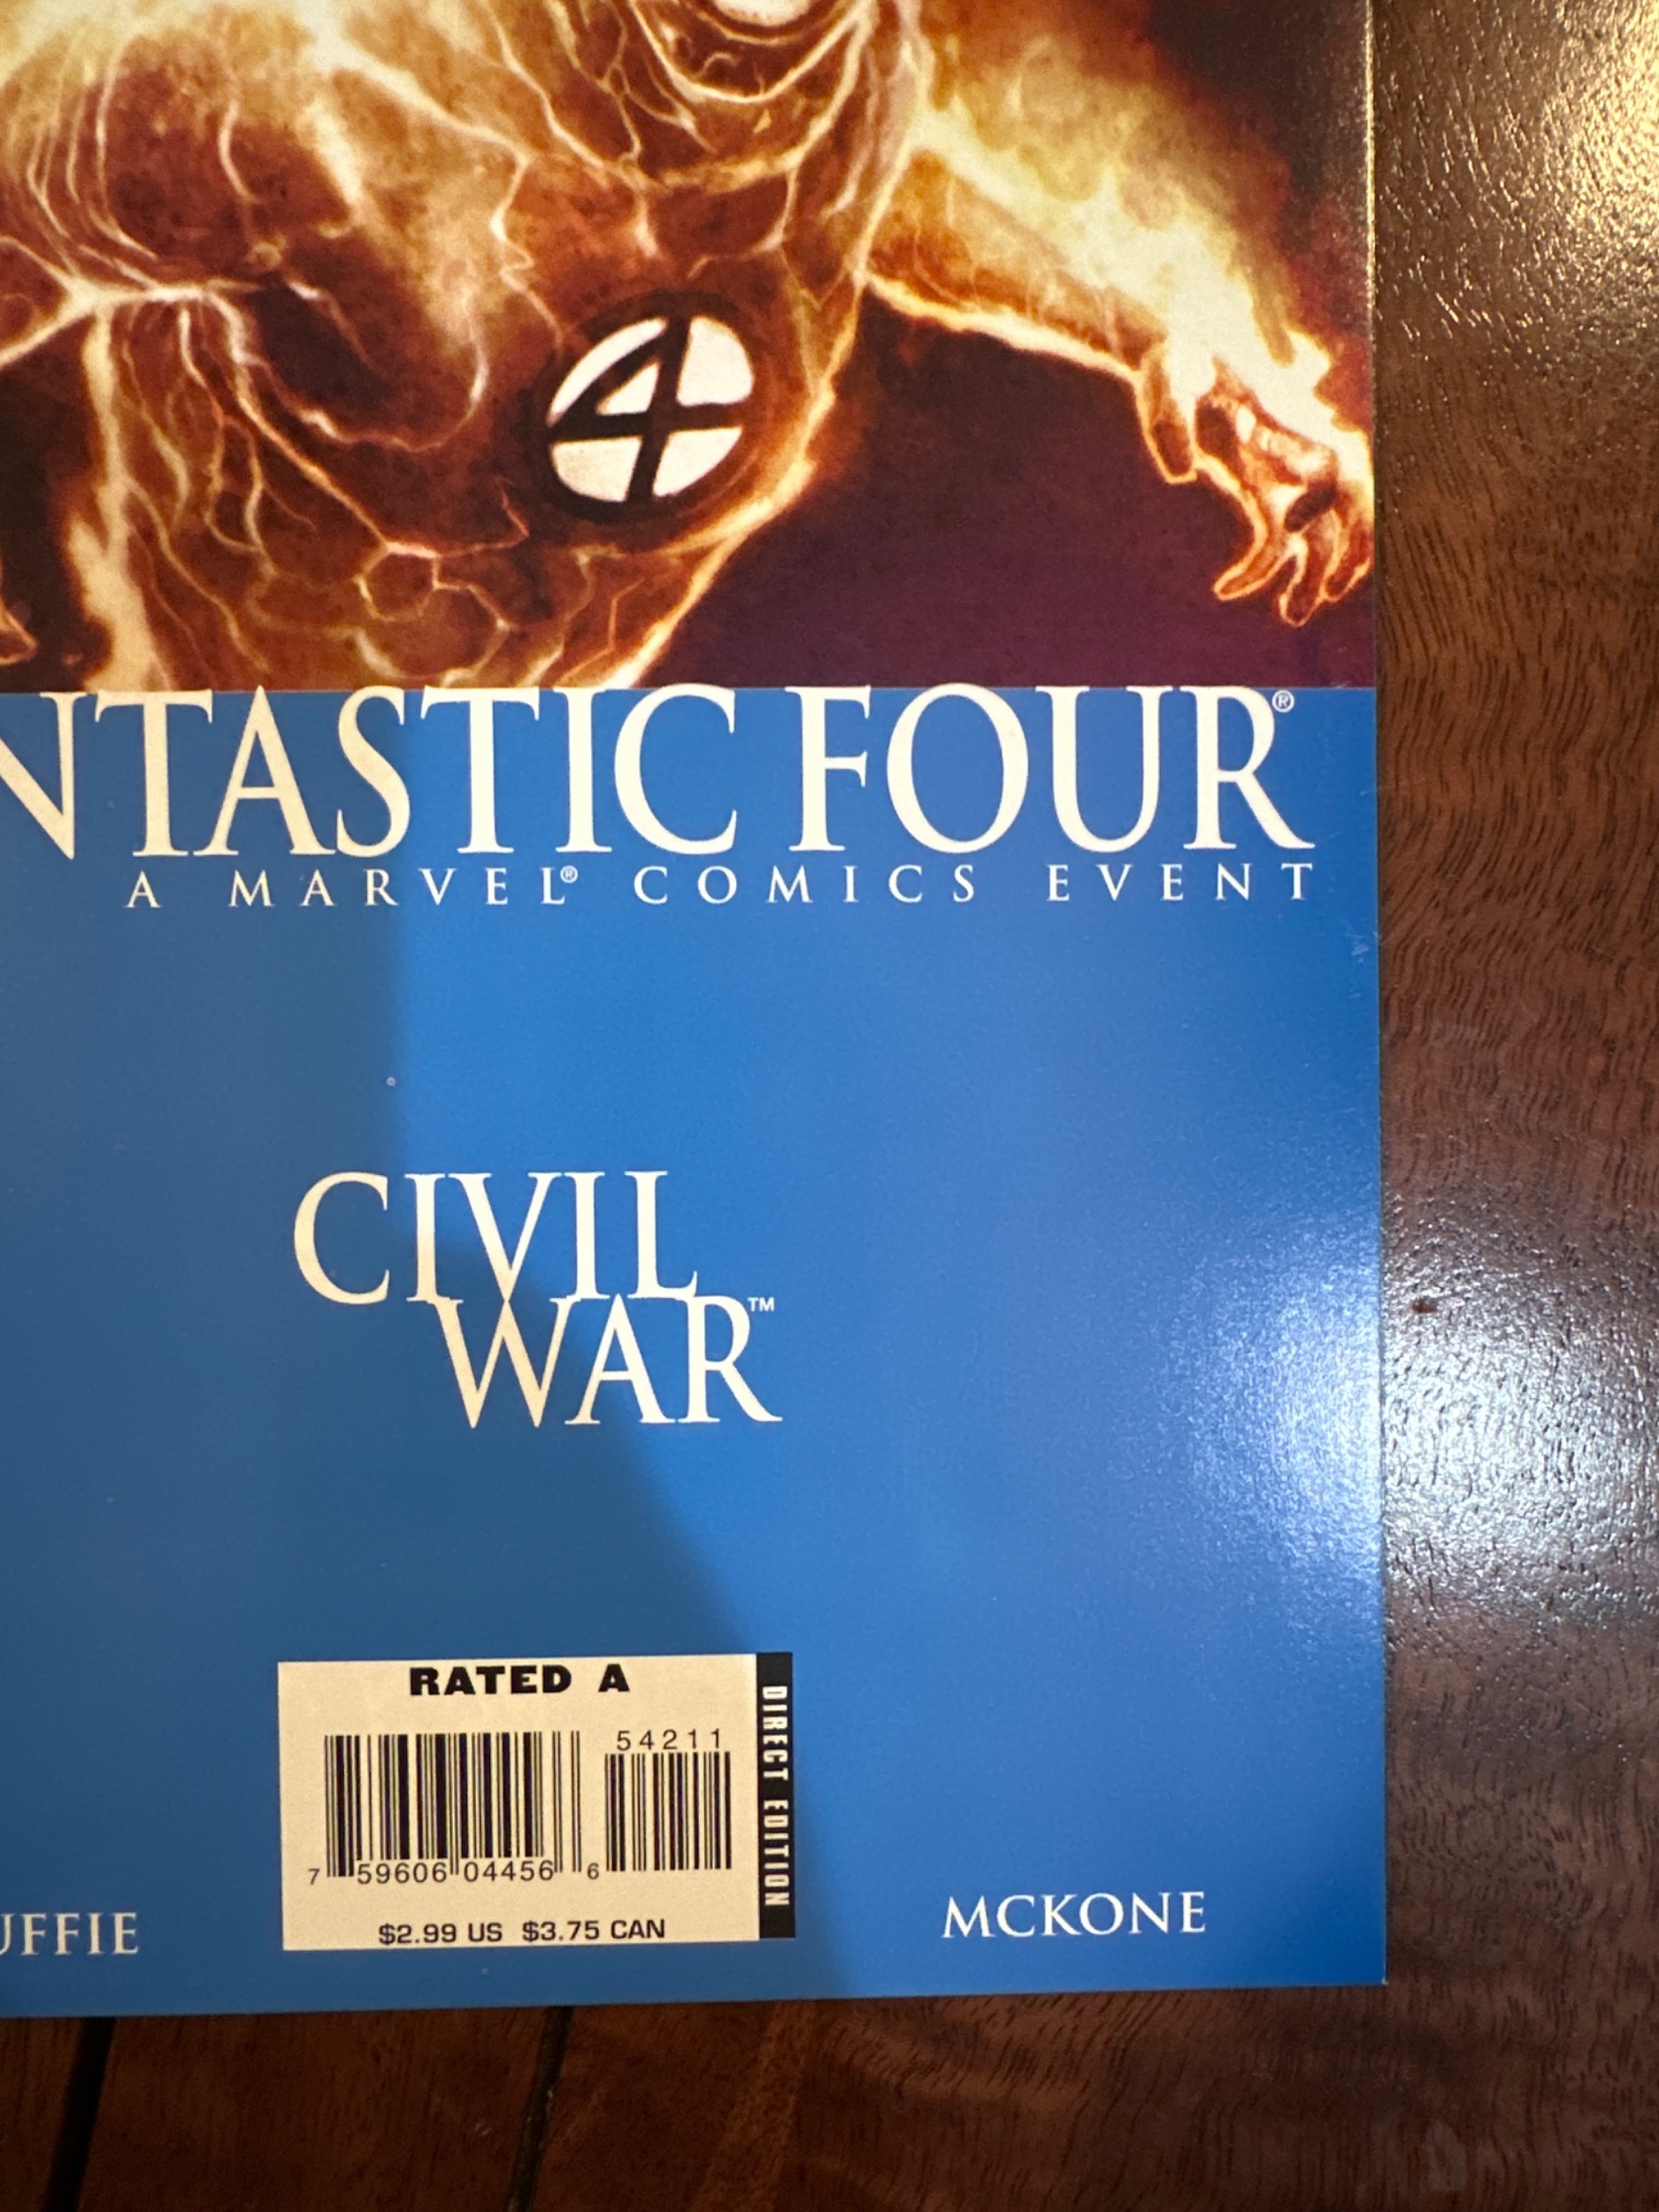 4
NTASTIC FOUR®
A MARVEL® COMICS EVENT
CIVIL
WAR™
RATED A
54211
7 59606 04456 6
DIRECT EDITION
$2.99 US $3.75 CAN
UFFIE
MCKONE